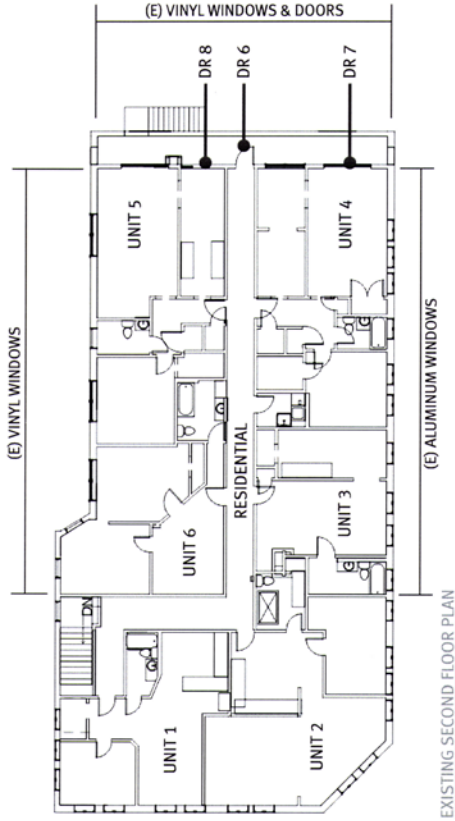 (E) VINYL WINDOWS & DOORS
DR 8
DR 6
DR 7
(E) VINYL WINDOWS
UNIT 5
UNIT 4
(E) ALUMINUM WINDOWS
RESIDENTIAL
UNIT 6
UNIT 3
DN
UNIT 1
UNIT 2
EXISTING SECOND FLOOR PLAN